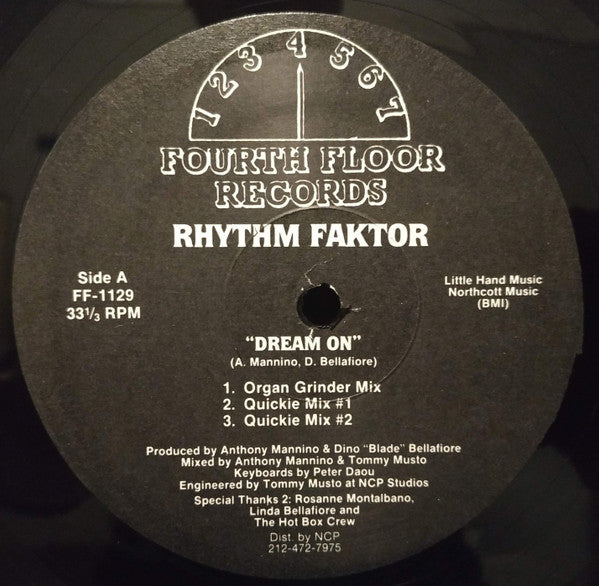 1 2 3 4 5 6 7
FOURTH FLOOR
RECORDS
RHYTHM FAKTOR
Side A
FF-1129
33⅓ RPM
Little Hand Music
Northcott Music
(BMI)
"DREAM ON"
(A. Mannino, D. Bellafiore)
1. Organ Grinder Mix
2. Quickie Mix #1
3. Quickie Mix #2
Produced by Anthony Mannino & Dino "Blade" Bellafiore
Mixed by Anthony Mannino & Tommy Musto
Keyboards by Peter Daou
Engineered by Tommy Musto at NCP Studios
Special Thanks 2: Rosanne Montalbano,
Linda Bellafiore and
The Hot Box Crew
Dist. by NCP
212-472-7975